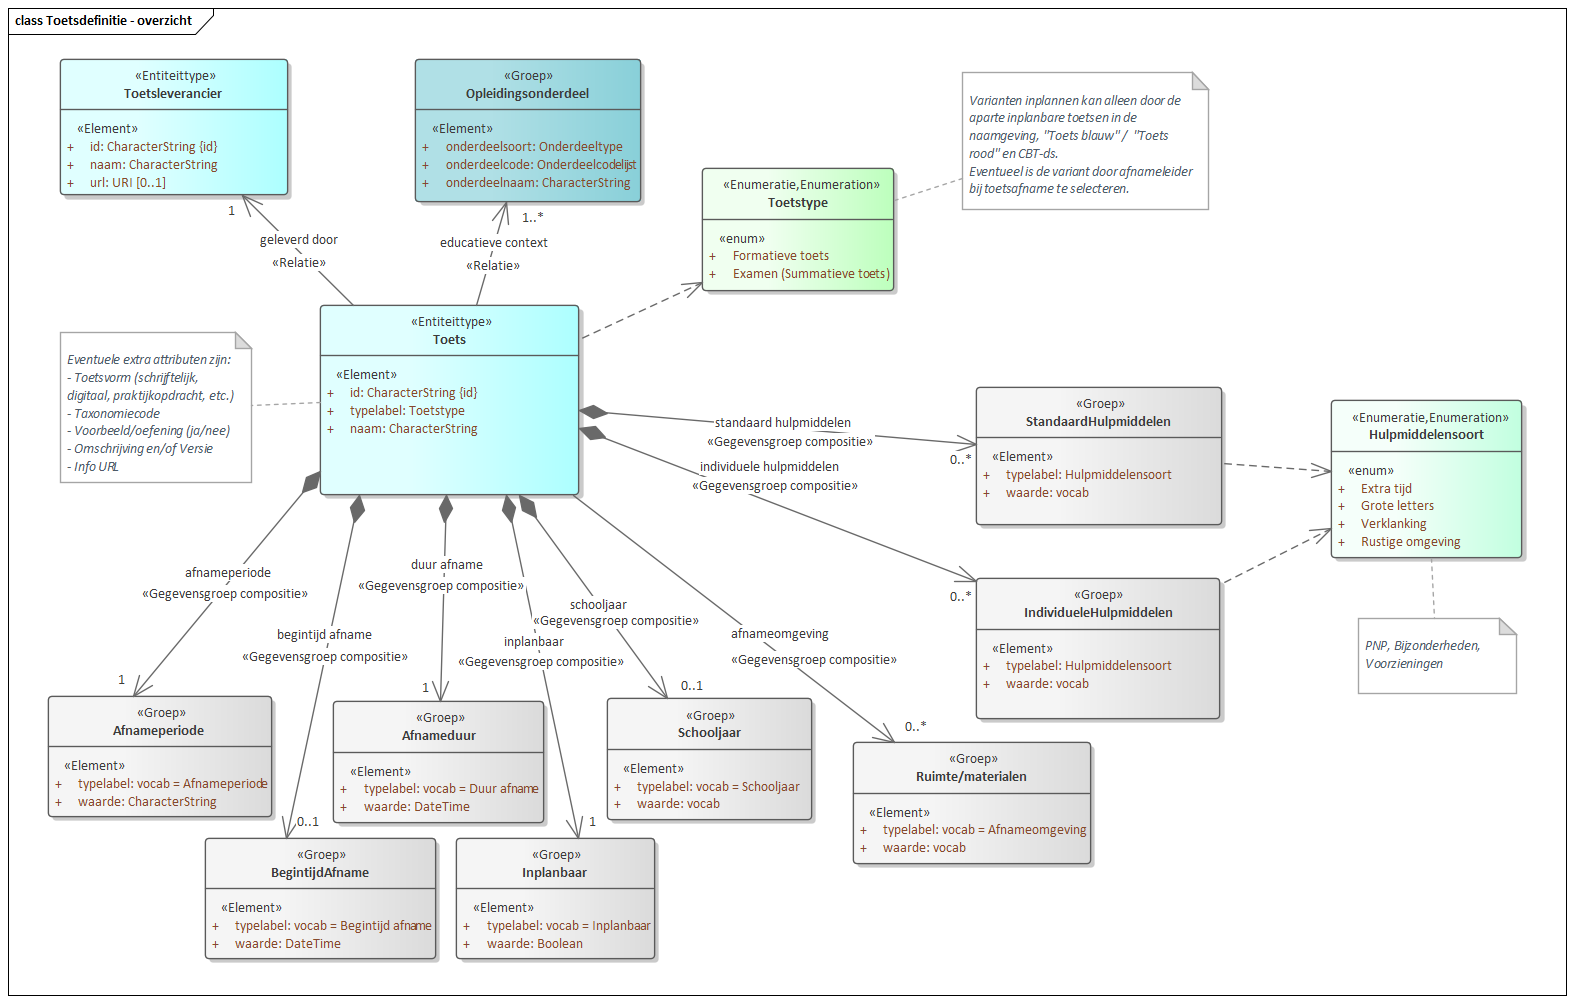 class Toetsdefinitie - overzicht
«Entiteittype»
Toetsleverancier
«Element»
+ id: CharacterString {id}
+ naam: CharacterString
+ url: URI [0..1]
«Groep»
Opleidingsonderdeel
«Element»
+ onderdeelsoort: Onderdeeltype
+ onderdeelcode: Onderdeelcodelijst
+ onderdeelnaam: CharacterString
Varianten inplannen kan alleen door de
aparte inplanbare toetsen in de
naamgeving, "Toets blauw" / "Toets
rood" en CBT-ds.
Eventueel is de variant door afnameleider
bij toetsafname te selecteren.
«Enumeratie,Enumeration»
Toetstype
«enum»
+ Formatieve toets
+ Examen (Summatieve toets)
1
geleverd door
«Relatie»
1..*
educatieve context
«Relatie»
«Entiteittype»
Toets
«Element»
+ id: CharacterString {id}
+ typelabel: Toetstype
+ naam: CharacterString
Eventuele extra attributen zijn:
- Toetsvorm (schrijftelijk,
digitaal, praktijkopdracht, etc.)
- Taxonomiecode
- Voorbeeld/oefening (ja/nee)
- Omschrijving en/of Versie
- Info URL
standaard hulpmiddelen
«Gegevensgroep compositie»
0..*
individuele hulpmiddelen
«Gegevensgroep compositie»
0..*
«Groep»
StandaardHulpmiddelen
«Element»
+ typelabel: Hulpmiddelensoort
+ waarde: vocab
«Enumeratie,Enumeration»
Hulpmiddelensoort
«enum»
+ Extra tijd
+ Grote letters
+ Verklanking
+ Rustige omgeving
«Groep»
IndividueleHulpmiddelen
«Element»
+ typelabel: Hulpmiddelensoort
+ waarde: vocab
PNP, Bijzonderheden,
Voorzieningen
afnameperiode
«Gegevensgroep compositie»
1
begintijd afname
«Gegevensgroep compositie»
0..1
duur afname
«Gegevensgroep compositie»
1
inplanbaar
«Gegevensgroep compositie»
1
schooljaar
«Gegevensgroep compositie»
0..1
afnameomgeving
«Gegevensgroep compositie»
0..*
«Groep»
Afnameperiode
«Element»
+ typelabel: vocab = Afnameperiode
+ waarde: CharacterString
«Groep»
Afnameduur
«Element»
+ typelabel: vocab = Duur afname
+ waarde: DateTime
«Groep»
Schooljaar
«Element»
+ typelabel: vocab = Schooljaar
+ waarde: vocab
«Groep»
Ruimte/materialen
«Element»
+ typelabel: vocab = Afnameomgeving
+ waarde: vocab
«Groep»
BegintijdAfname
«Element»
+ typelabel: vocab = Begintijd afname
+ waarde: DateTime
«Groep»
Inplanbaar
«Element»
+ typelabel: vocab = Inplanbaar
+ waarde: Boolean